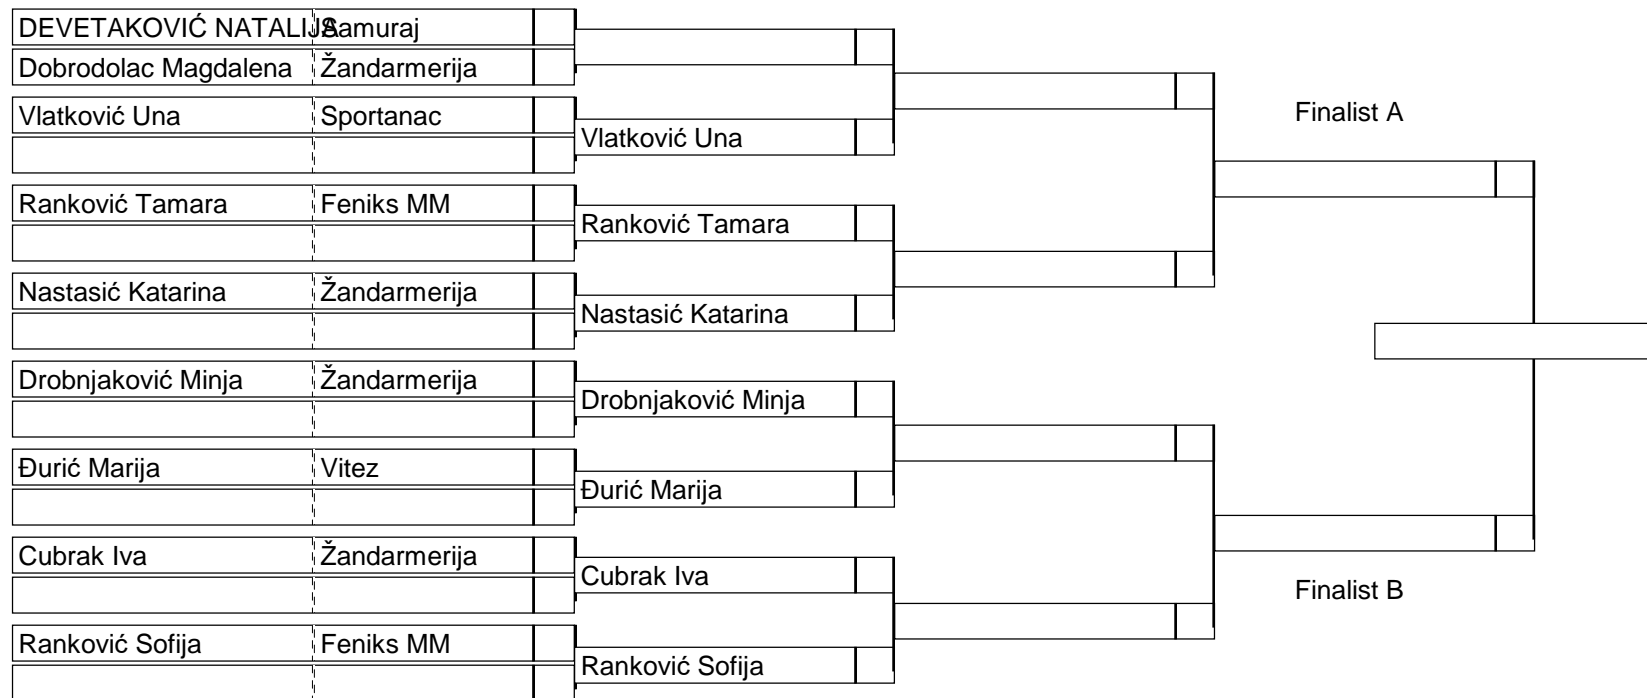 DEVETAKOVIĆ NATALIJA Samuraj
Dobrodolac Magdalena Žandarmerija
Vlatković Una Sportanac
Vlatković Una
Ranković Tamara Feniks MM
Ranković Tamara
Nastasić Katarina Žandarmerija
Nastasić Katarina
Drobnjaković Minja Žandarmerija
Drobnjaković Minja
Đurić Marija Vitez
Đurić Marija
Cubrak Iva Žandarmerija
Cubrak Iva
Ranković Sofija Feniks MM
Ranković Sofija
Finalist A
Finalist B